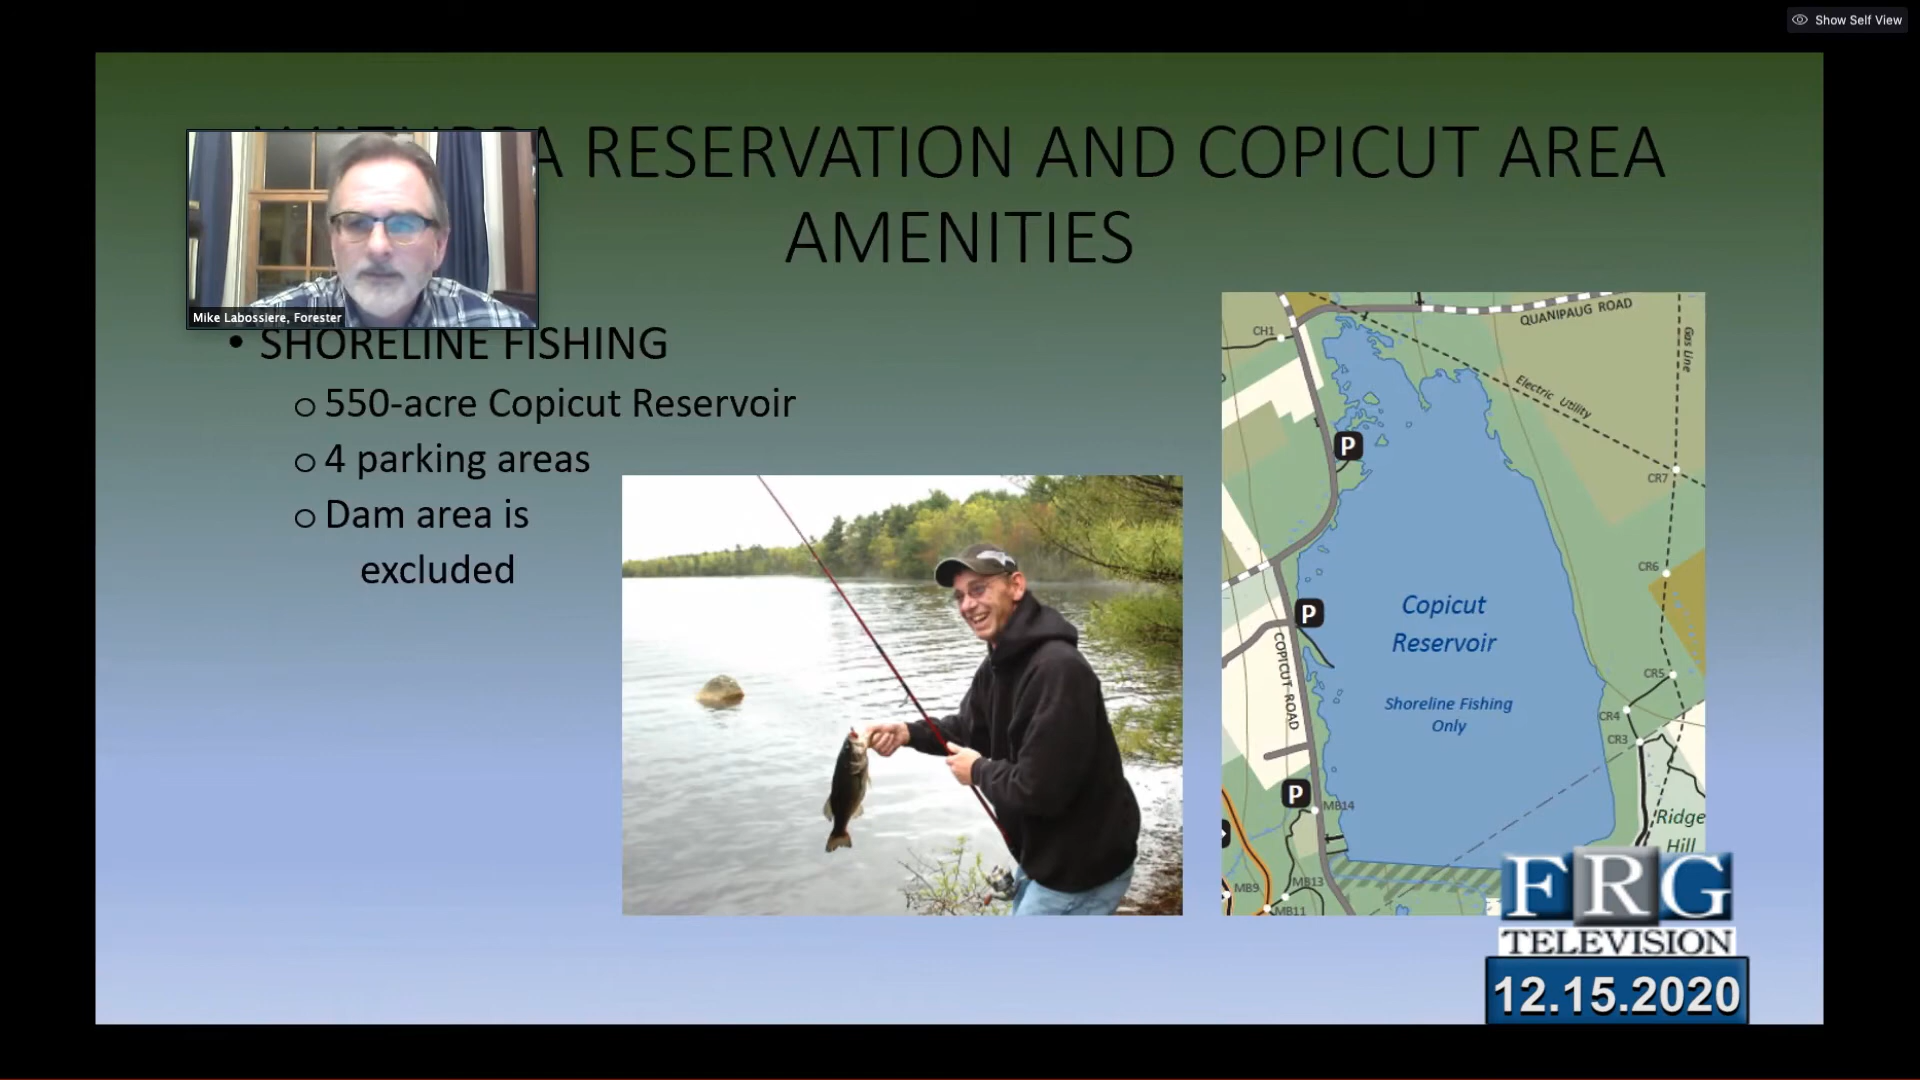 Show Self View
RESERVATION AND COPICUT AREA
AMENITIES
Mike Labossiere, Forester
• SHORELINE FISHING
o 550-acre Copicut Reservoir
o 4 parking areas
o Dam area is
excluded
QUANIPAUG ROAD
CH1
Gas Line
Electric Utility
P
CR7
CR6
Copicut
Reservoir
P
COPICUT ROAD
CR5
Shoreline Fishing
Only
CR4
CR3
P
MB14
Ridge
Hill
MB9
MB13
MB11
FRG
TELEVISION
12.15.2020